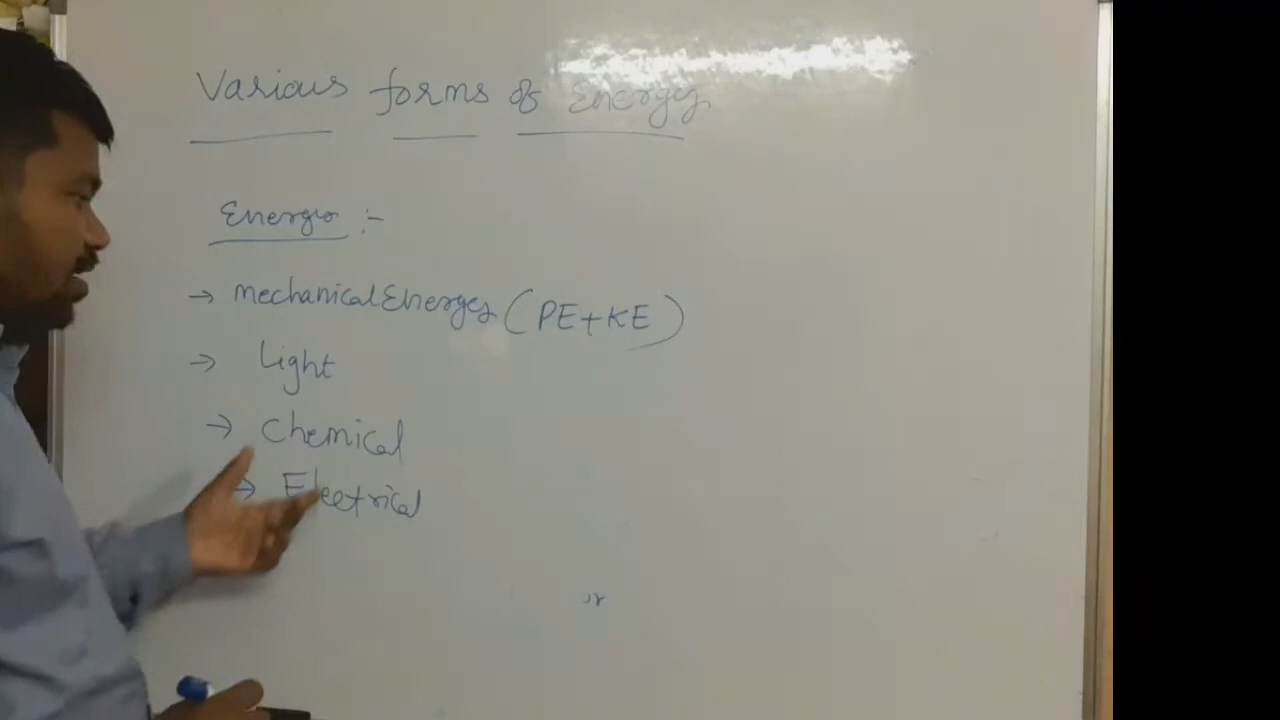 Various forms of Energy
Energy :-
→ mechanical Energy (PE+KE)
→ Light
→ Chemical
→ Electrical